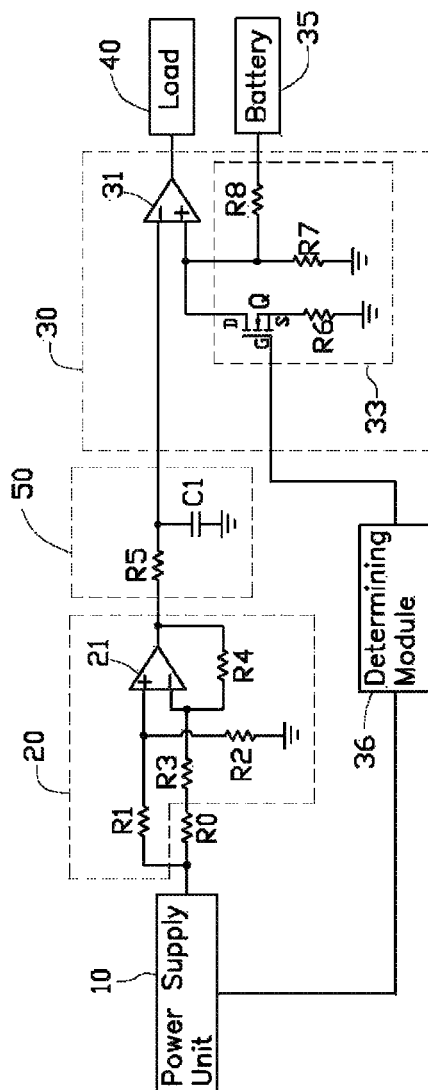 10
Power Supply
Unit
20
R1
R0
R3
R2
+
−
21
R4
50
R5
C1
30
31
−
+
40
Load
R8
Battery
35
D
Q
G
S
R6
R7
33
36
Determining
Module